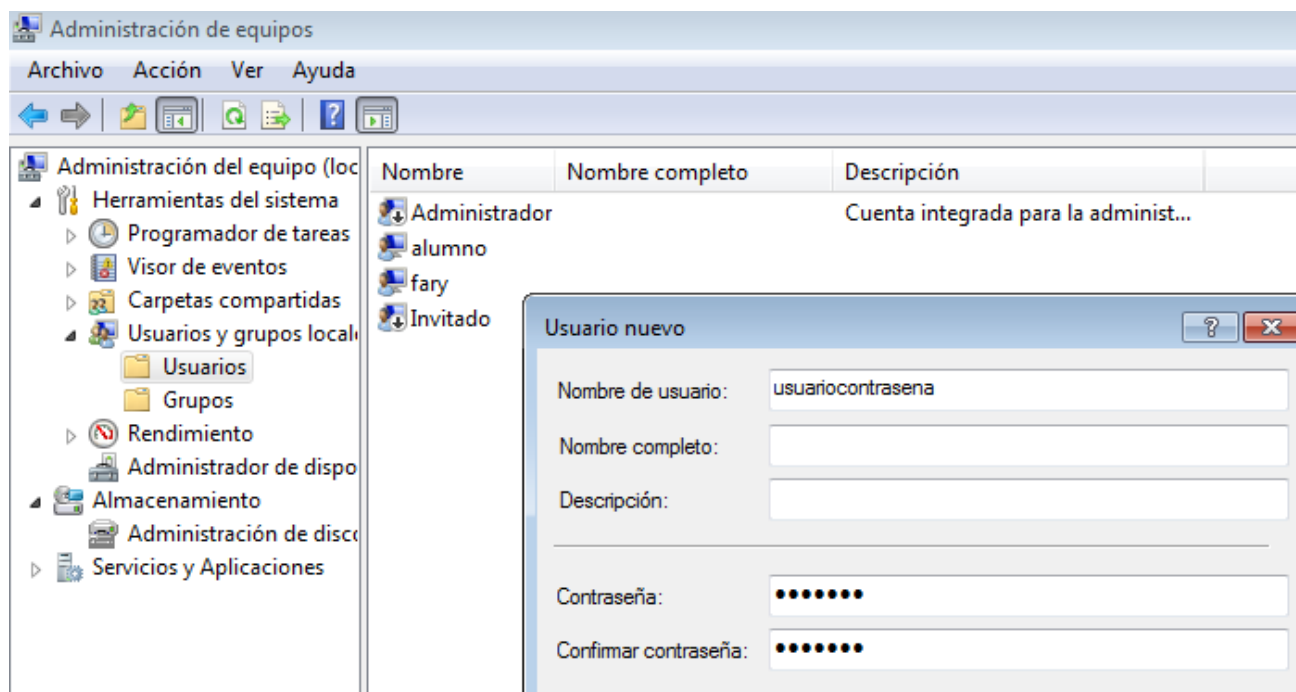 Administración de equipos
Archivo Acción Ver Ayuda
Administración del equipo (loc
Herramientas del sistema
Programador de tareas
Visor de eventos
Carpetas compartidas
Usuarios y grupos locale
Usuarios
Grupos
Rendimiento
Administrador de dispo
Almacenamiento
Administración de disco
Servicios y Aplicaciones
Nombre Nombre completo Descripción
Administrador Cuenta integrada para la administ...
alumno
fary
Invitado
Usuario nuevo
Nombre de usuario: usuariocontrasena
Nombre completo:
Descripción:
Contraseña: •••••••
Confirmar contraseña: •••••••